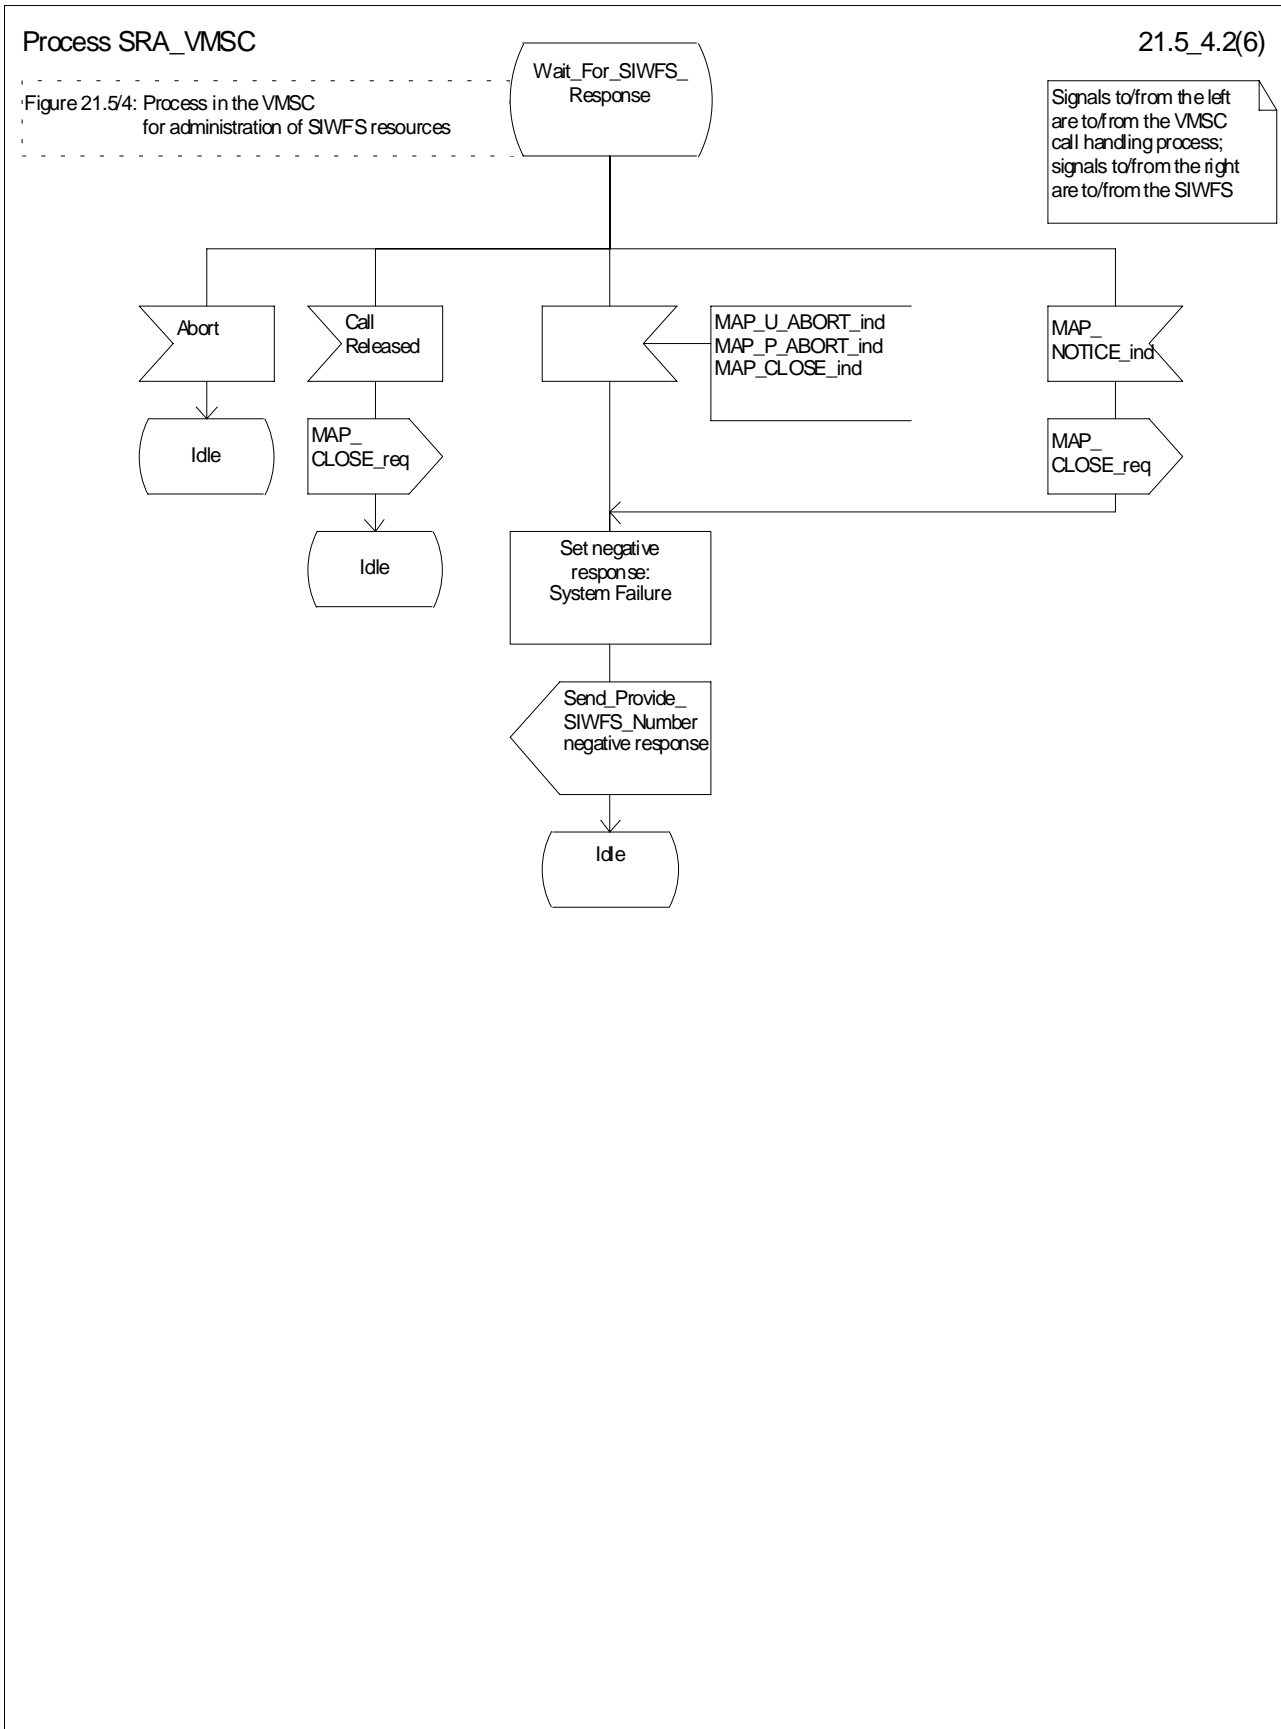 Process SRA_VMSC
21.5_4.2(6)
Figure 21.5/4: Process in the VMSC
for administration of SIWFS resources
Wait_For_SIWFS_
Response
Signals to/from the left
are to/from the VMSC
call handling process;
signals to/from the right
are to/from the SIWFS
Abort
Call
Released
MAP_U_ABORT_ind
MAP_P_ABORT_ind
MAP_CLOSE_ind
MAP_
NOTICE_ind
Idle
MAP_
CLOSE_req
MAP_
CLOSE_req
Idle
Set negative
response:
System Failure
Send_Provide_
SIWFS_Number
negative response
Idle